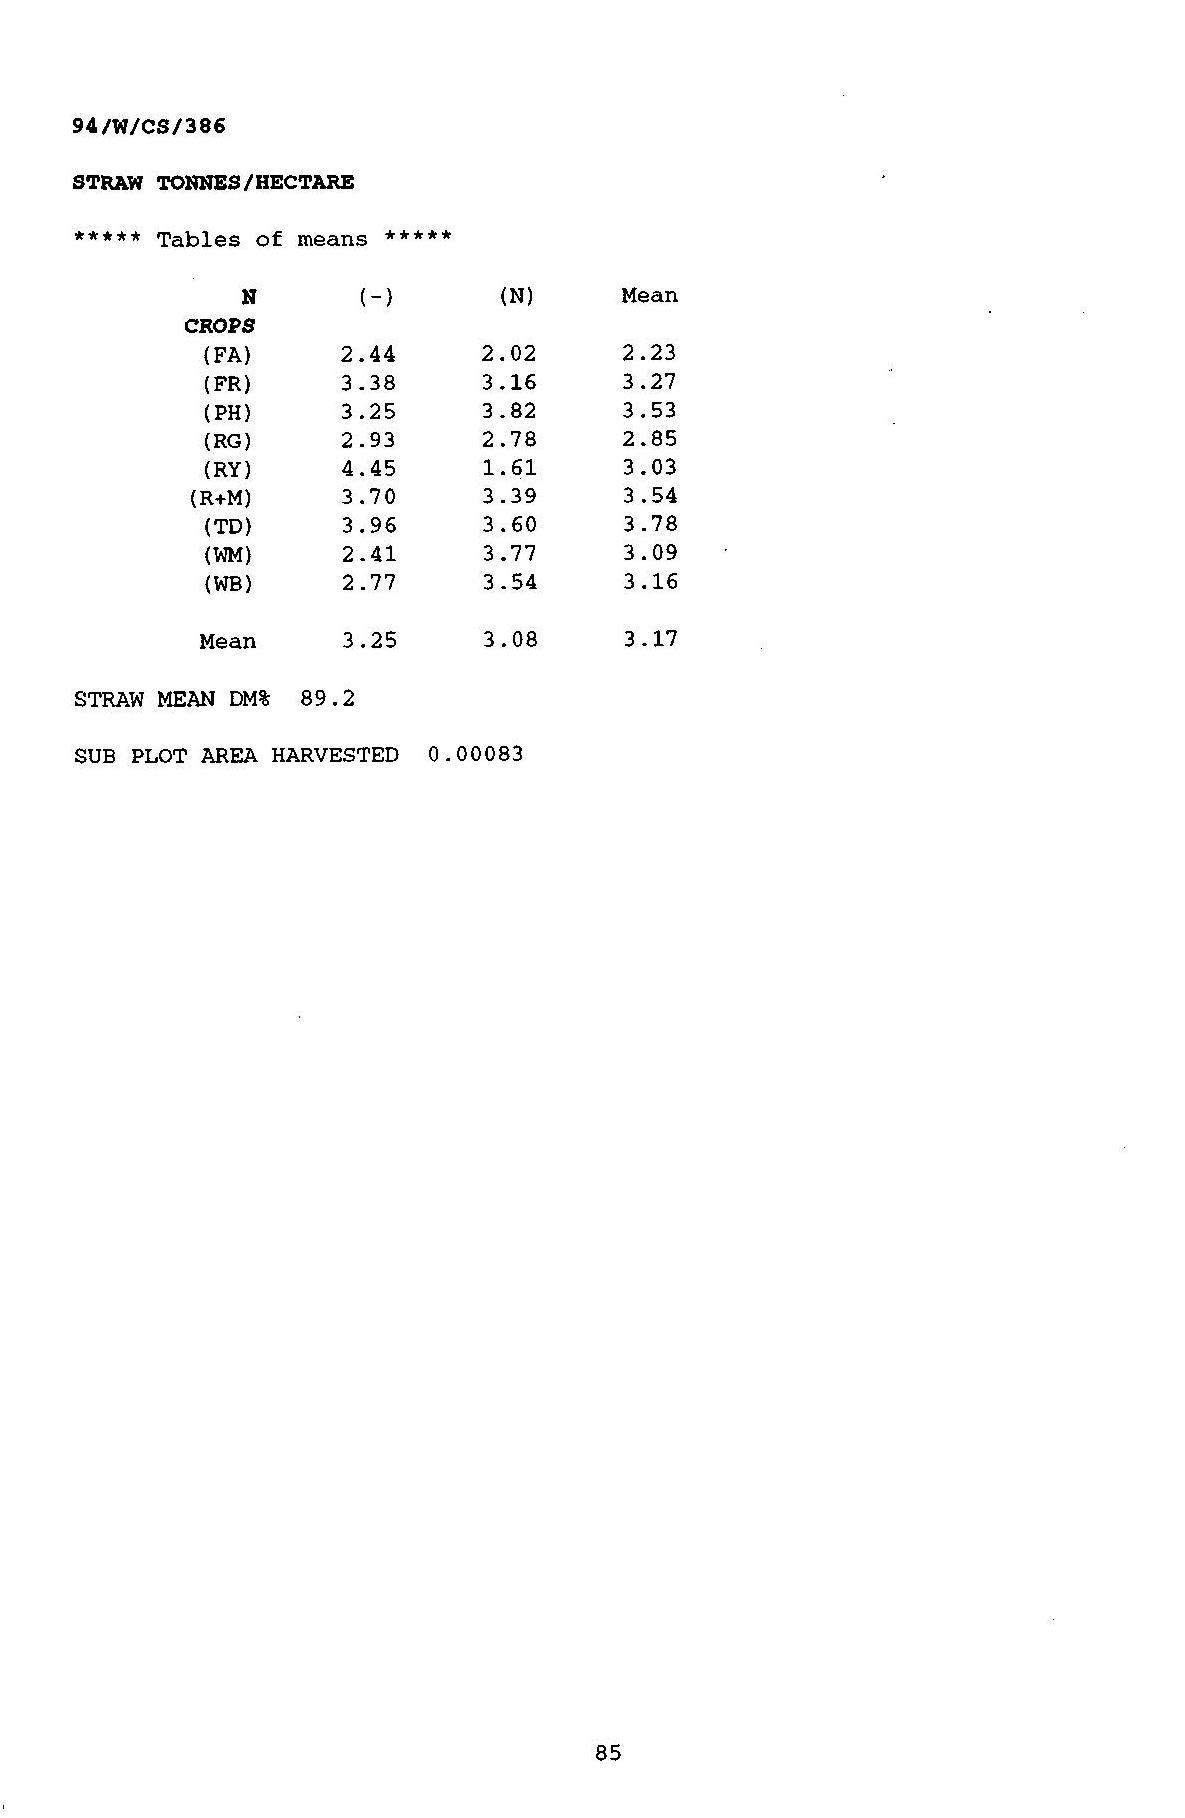 94/W/CS/386
STRAW TONNES/HECTARE
***** Tables of means *****
N (-) (N) Mean
CROPS
(FA) 2.44 2.02 2.23
(FR) 3.38 3.16 3.27
(PH) 3.25 3.82 3.53
(RG) 2.93 2.78 2.85
(RY) 4.45 1.61 3.03
(R+M) 3.70 3.39 3.54
(TD) 3.96 3.60 3.78
(WM) 2.41 3.77 3.09
(WB) 2.77 3.54 3.16
Mean 3.25 3.08 3.17
STRAW MEAN DM% 89.2
SUB PLOT AREA HARVESTED 0.00083
85